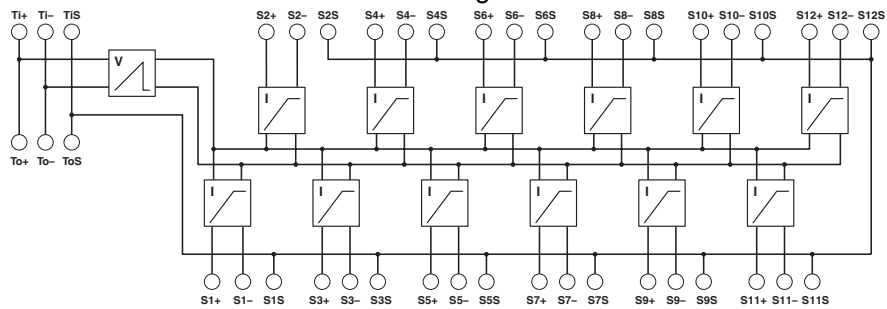 Ti+ Ti– TiS S2+ S2– S2S S4+ S4– S4S S6+ S6– S6S S8+ S8– S8S S10+ S10– S10S S12+ S12– S12S
V
I I I I I I
To+ To– ToS
I I I I I I
S1+ S1– S1S S3+ S3– S3S S5+ S5– S5S S7+ S7– S7S S9+ S9– S9S S11+ S11– S11S